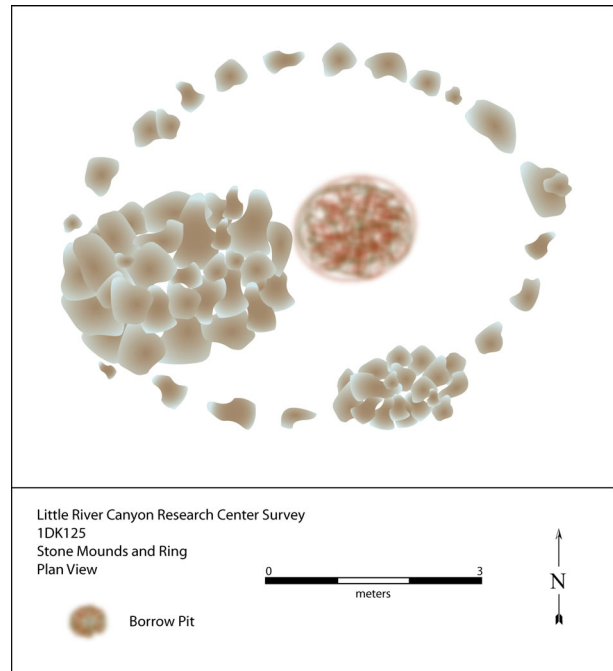 Little River Canyon Research Center Survey
1DK125
Stone Mounds and Ring
Plan View
0 3
meters
N
Borrow Pit